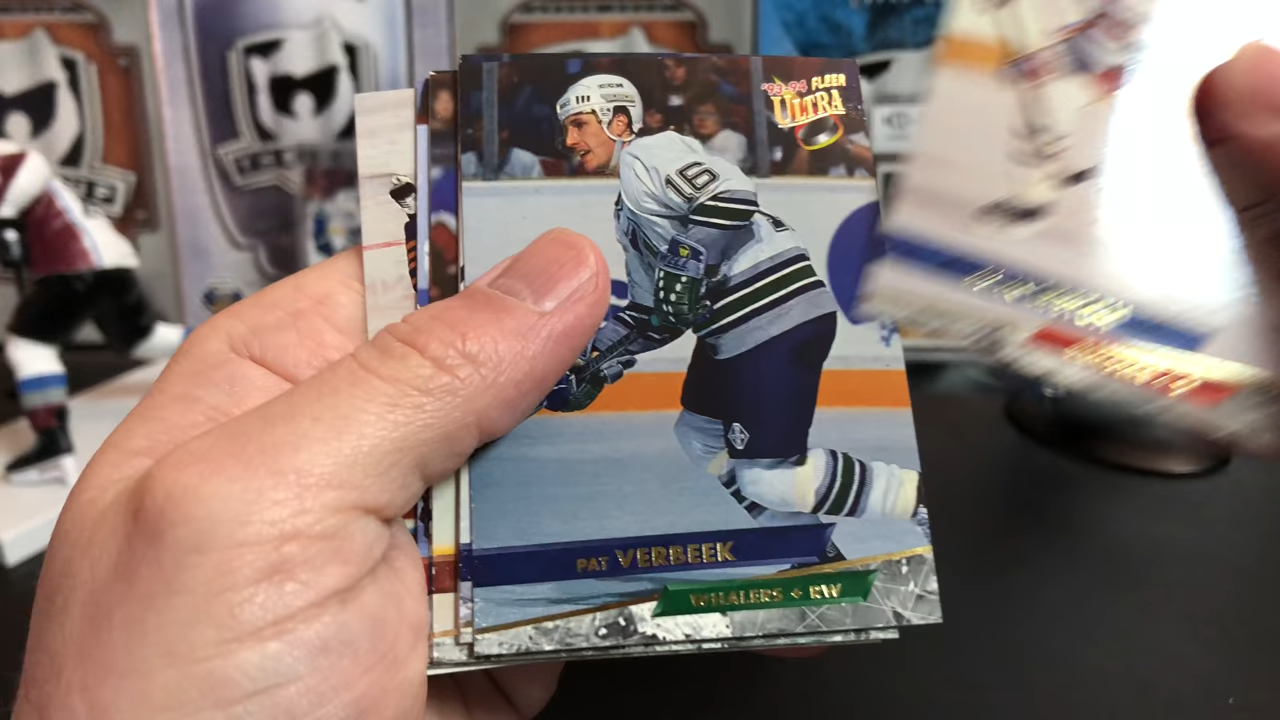 '93-94 FLEER
ULTRA
16
PAT VERBEEK
WHALERS + RW